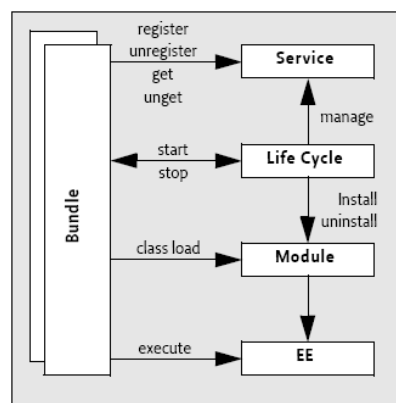 register
unregister
get
unget
Service
manage
start
stop
Life Cycle
Install
uninstall
Bundle
class load
Module
execute
EE